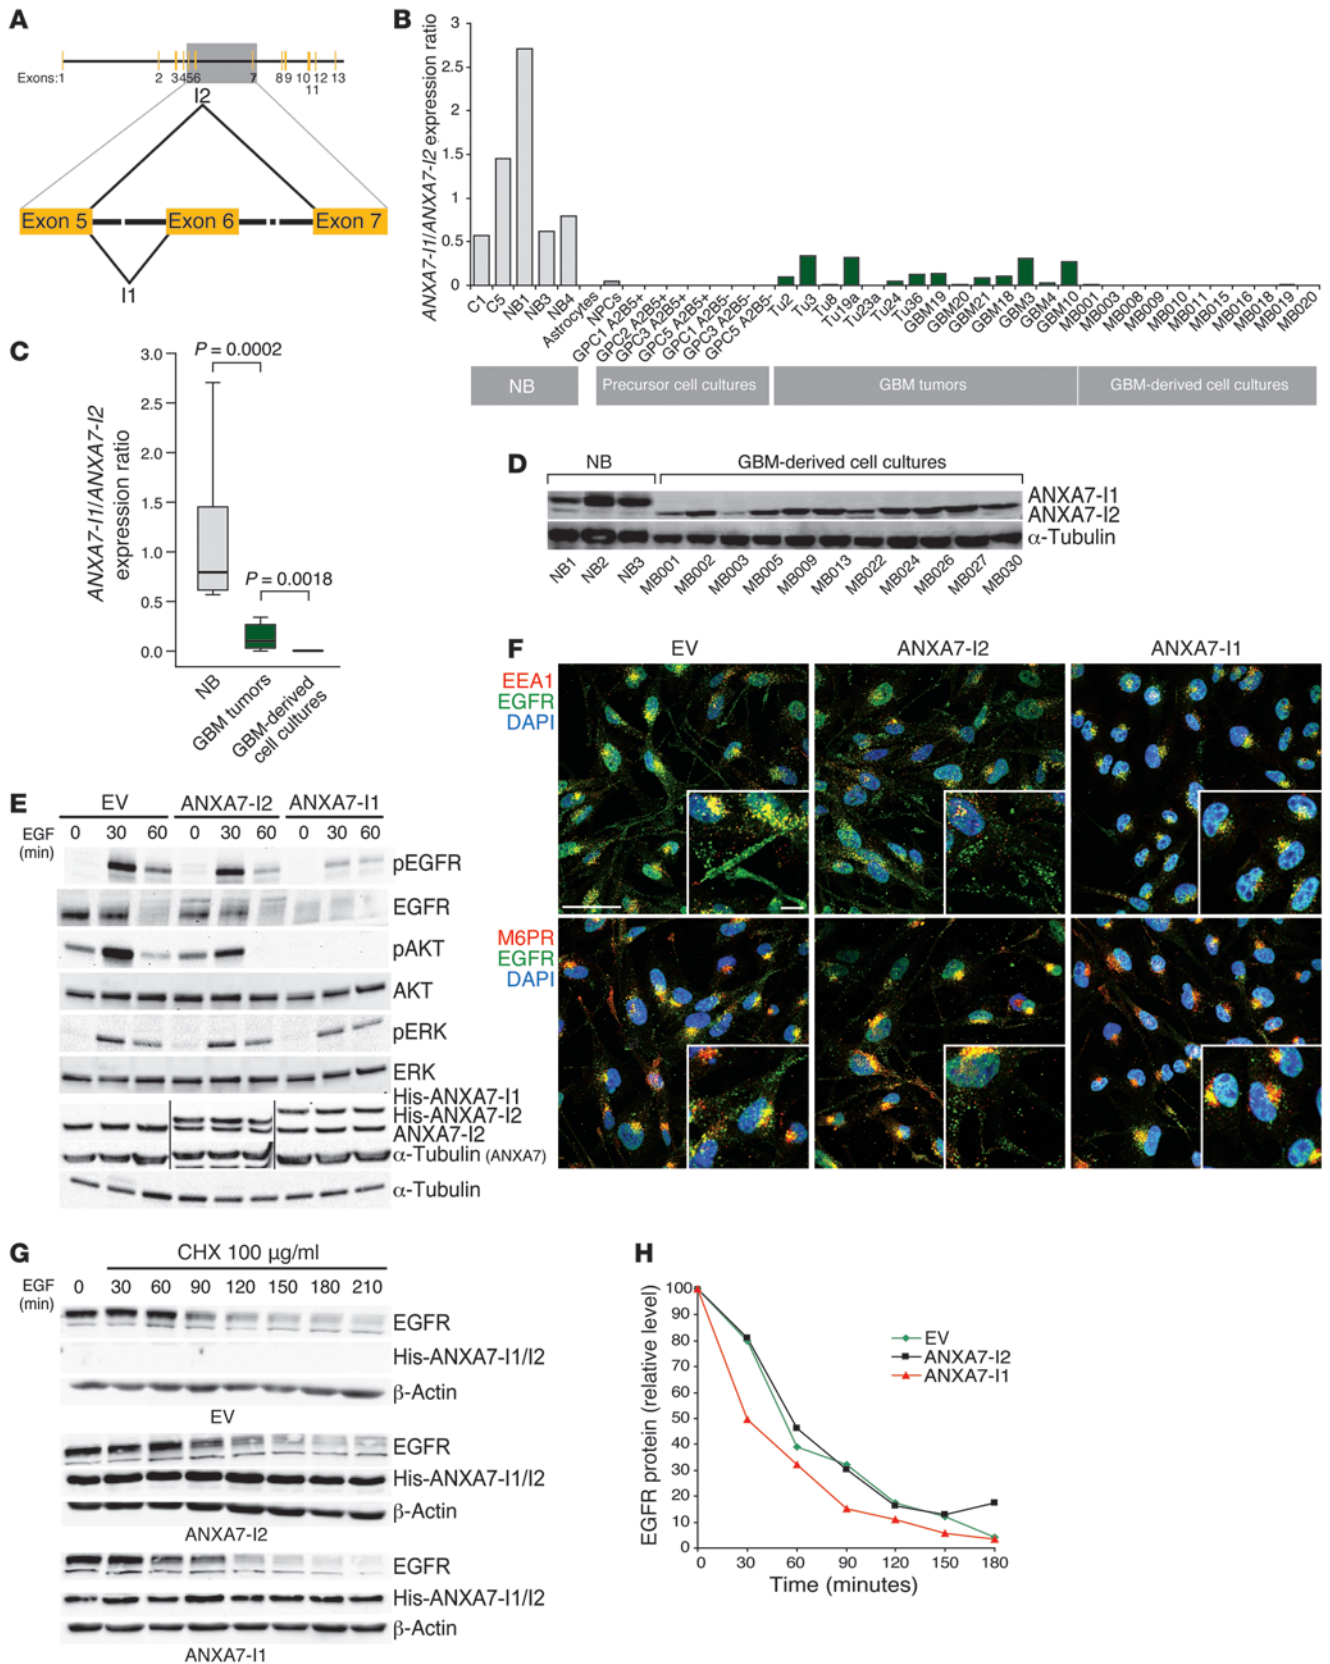 A
Exons:1 2 3 4 5 6 7 8 9 10 11 12 13
I2
Exon 5 Exon 6 Exon 7
I1
B
ANXA7-I1/ANXA7-I2 expression ratio
3
2.5
2
1.5
1
0.5
0
C1 C5 NB1 NB3 NB4 Astrocytes NPCs GPC1 A2B5+ GPC2 A2B5+ GPC3 A2B5+ GPC5 A2B5+ GPC1 A2B5- GPC3 A2B5- GPC5 A2B5- Tu2 Tu3 Tu8 Tu19a Tu23a Tu24 Tu36 GBM19 GBM20 GBM21 GBM18 GBM3 GBM4 GBM10 MB001 MB003 MB008 MB009 MB010 MB011 MB015 MB016 MB018 MB019 MB020
NB Precursor cell cultures GBM tumors GBM-derived cell cultures
C
ANXA7-I1/ANXA7-I2
expression ratio
P = 0.0002
P = 0.0018
3.0
2.5
2.0
1.5
1.0
0.5
0.0
NB
GBM tumors
GBM-derived
cell cultures
D
NB GBM-derived cell cultures
ANXA7-I1
ANXA7-I2
α-Tubulin
NB1 NB2 NB3 MB001 MB002 MB003 MB005 MB009 MB013 MB022 MB024 MB026 MB027 MB030
E
EV ANXA7-I2 ANXA7-I1
EGF (min) 0 30 60 0 30 60 0 30 60
pEGFR
EGFR
pAKT
AKT
pERK
ERK
His-ANXA7-I1
His-ANXA7-I2
ANXA7-I2
α-Tubulin (ANXA7)
α-Tubulin
F
EV ANXA7-I2 ANXA7-I1
EEA1
EGFR
DAPI
M6PR
EGFR
DAPI
G
CHX 100 µg/ml
EGF (min) 0 30 60 90 120 150 180 210
EGFR
His-ANXA7-I1/I2
β-Actin
EV
EGFR
His-ANXA7-I1/I2
β-Actin
ANXA7-I2
EGFR
His-ANXA7-I1/I2
β-Actin
ANXA7-I1
H
EGFR protein (relative level)
100
90
80
70
60
50
40
30
20
10
0
EV
ANXA7-I2
ANXA7-I1
0 30 60 90 120 150 180
Time (minutes)